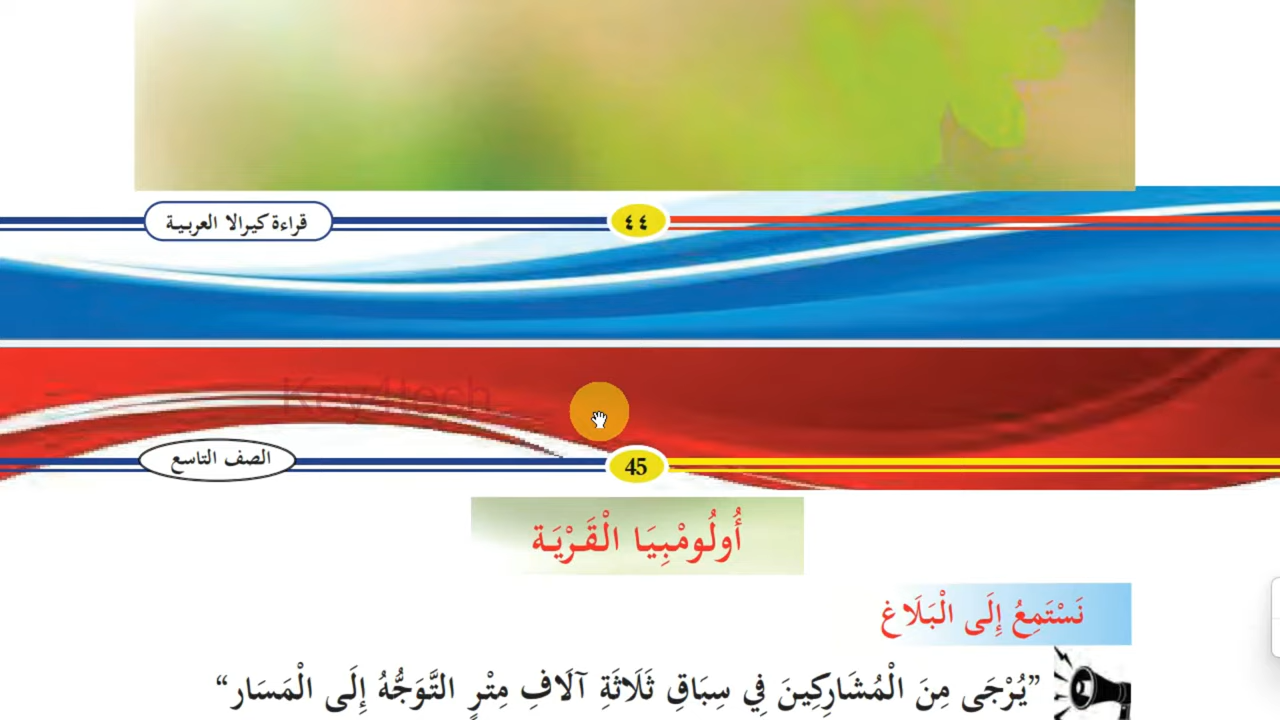 قراءة كيرالا العربية
٤٤
Key4tech
الصف التاسع
45
أُولُومْبِيَا الْقَرْيَة
نَسْتَمِعُ إِلَى الْبَلَاغ
”يُرْجَى مِنَ الْمُشَارِكِينَ فِي سِبَاقِ ثَلَاثَةِ آلَافِ مِتْرٍ التَّوَجُّهُ إِلَى الْمَسَار“